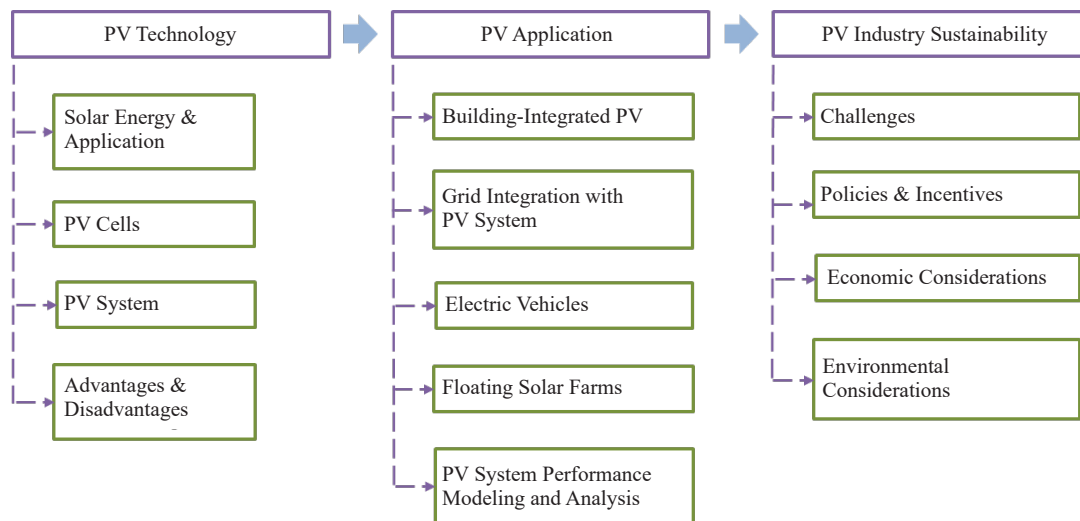 PV Technology
PV Application
PV Industry Sustainability
Solar Energy &
Application
PV Cells
PV System
Advantages &
Disadvantages
Building-Integrated PV
Grid Integration with
PV System
Electric Vehicles
Floating Solar Farms
PV System Performance
Modeling and Analysis
Challenges
Policies & Incentives
Economic Considerations
Environmental
Considerations